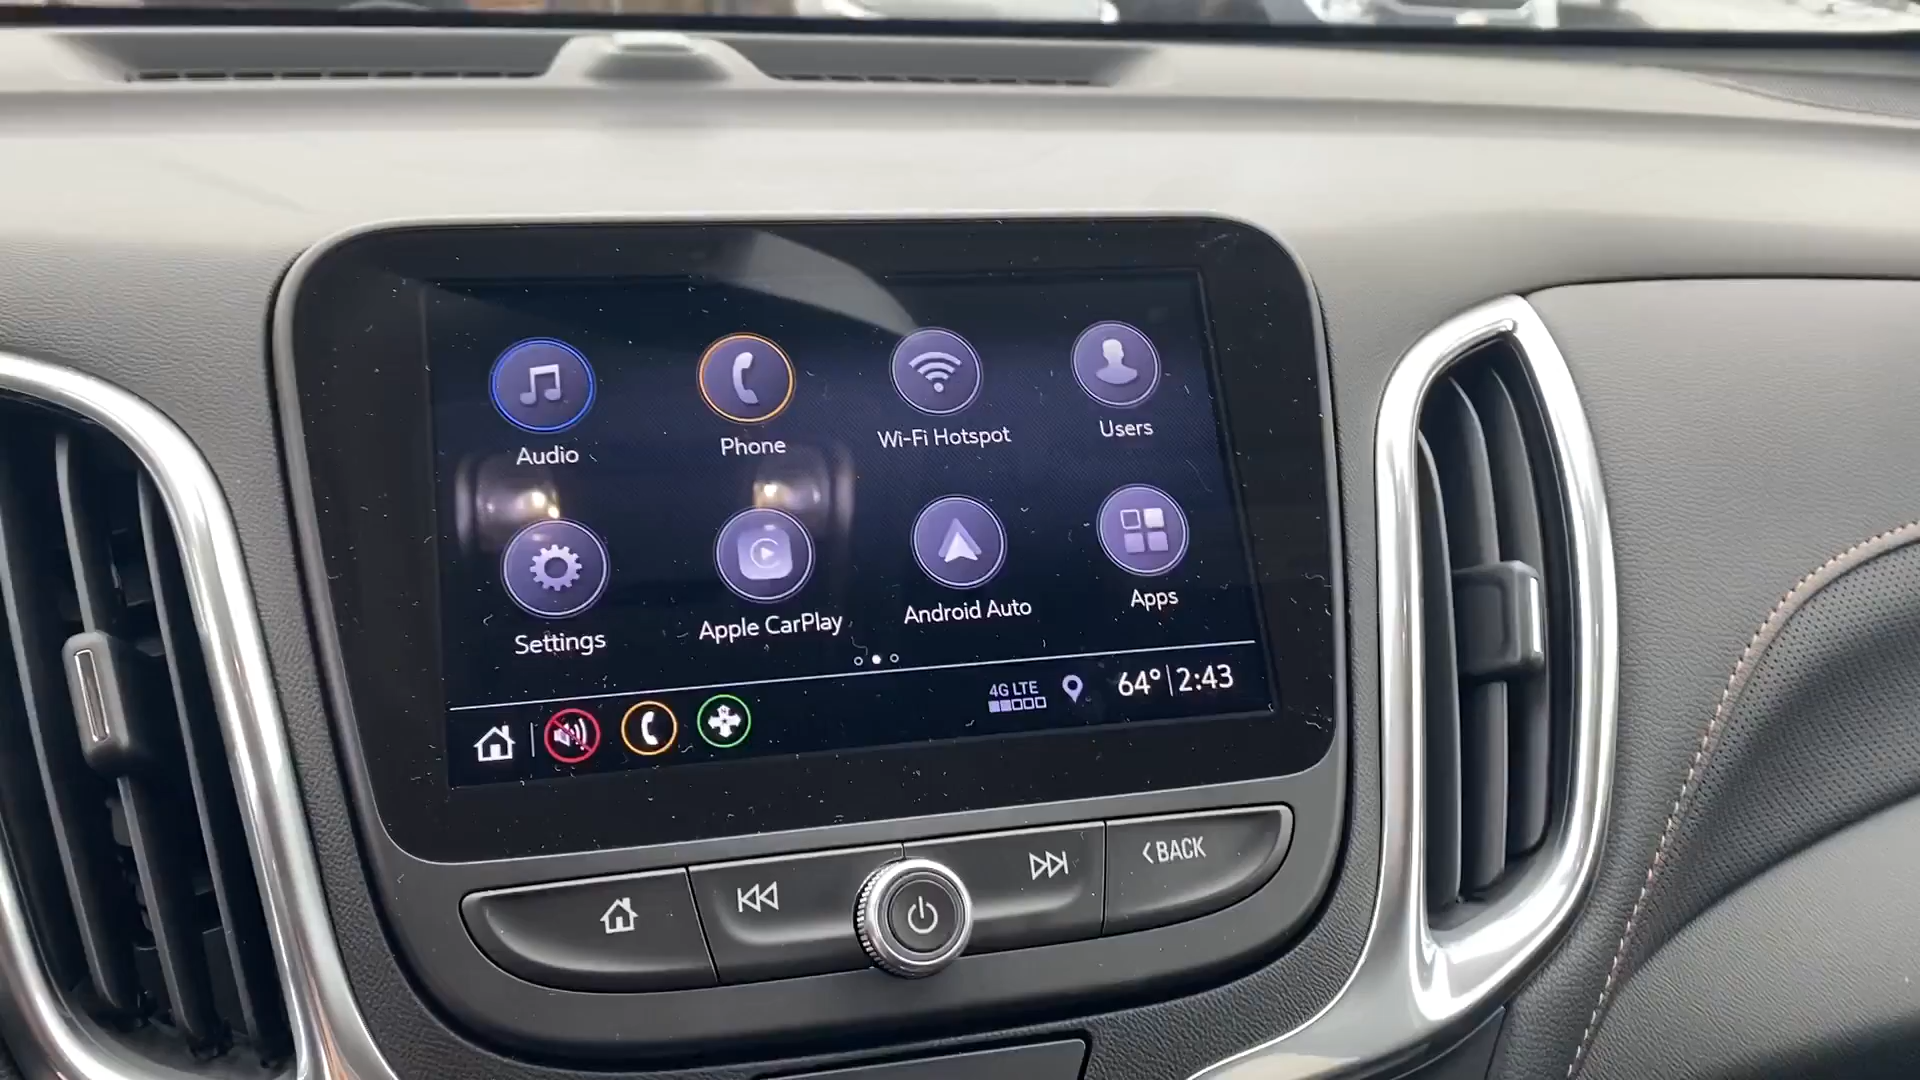 Audio
Phone
Wi-Fi Hotspot
Users
Settings
Apple CarPlay
Android Auto
Apps
4G LTE
64° 2:43
BACK